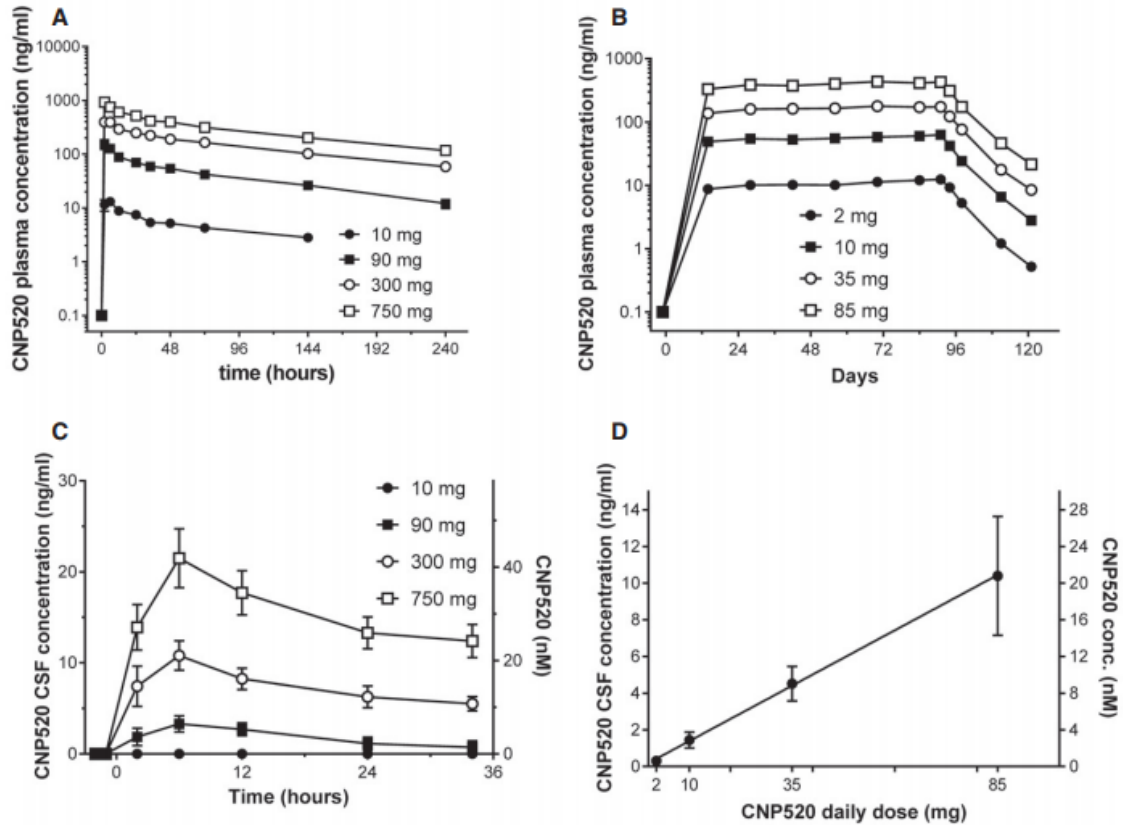 A
CNP520 plasma concentration (ng/ml)
10000
1000
100
10
1
0.1
0 48 96 144 192 240
time (hours)
10 mg
90 mg
300 mg
750 mg
B
CNP520 plasma concentration (ng/ml)
1000
100
10
1
0.1
0 24 48 72 96 120
Days
2 mg
10 mg
35 mg
85 mg
C
CNP520 CSF concentration (ng/ml)
30
20
10
0
0 12 24 36
Time (hours)
10 mg
90 mg
300 mg
750 mg
40
20
0
CNP520 (nM)
D
CNP520 CSF concentration (ng/ml)
14
12
10
8
6
4
2
0
2 10 35 85
CNP520 daily dose (mg)
28
24
20
16
12
8
4
0
CNP520 conc. (nM)